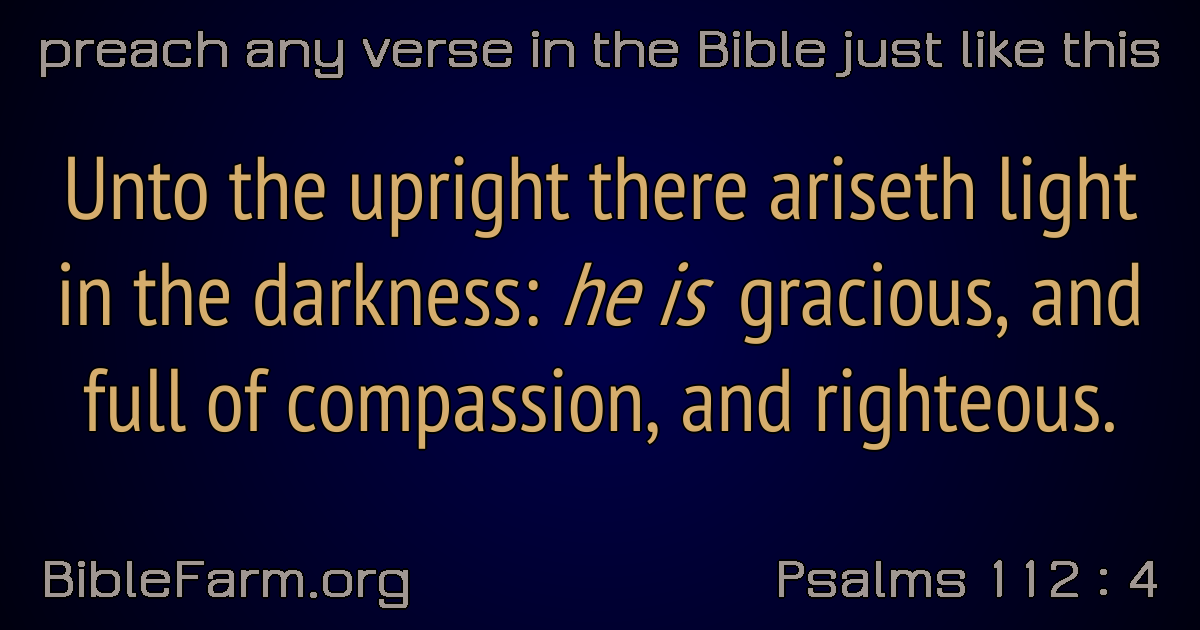 preach any verse in the Bible just like this
Unto the upright there ariseth light
in the darkness: he is gracious, and
full of compassion, and righteous.
BibleFarm.org
Psalms 112 : 4